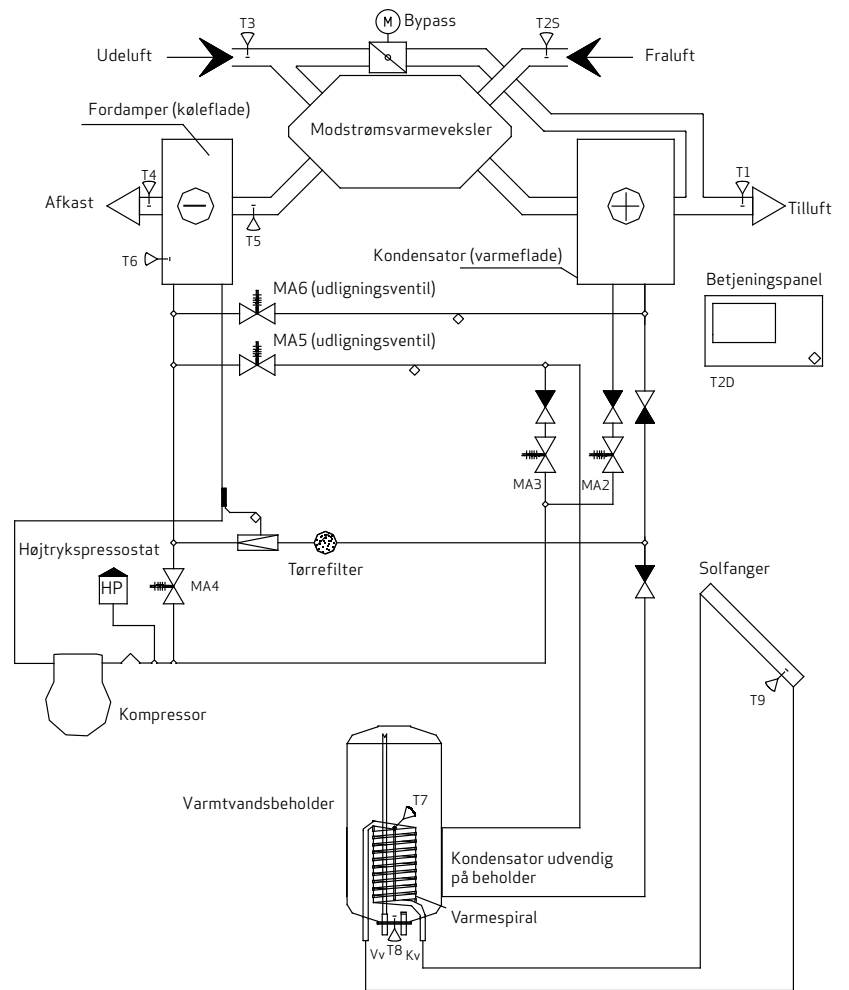 T3
M
Bypass
T2S
Udeluft
Fraluft
Fordamper (køleflade)
Modstrømsvarmeveksler
T4
T1
Afkast
Tilluft
T5
T6
Kondensator (varmeflade)
MA6 (udligningsventil)
Betjeningspanel
MA5 (udligningsventil)
T2D
MA3
MA2
Højtrykspressostat
Tørrefilter
Solfanger
HP
MA4
T9
Kompressor
T7
Varmtvandsbeholder
Kondensator udvendig
på beholder
Varmespiral
Vv
T8
Kv